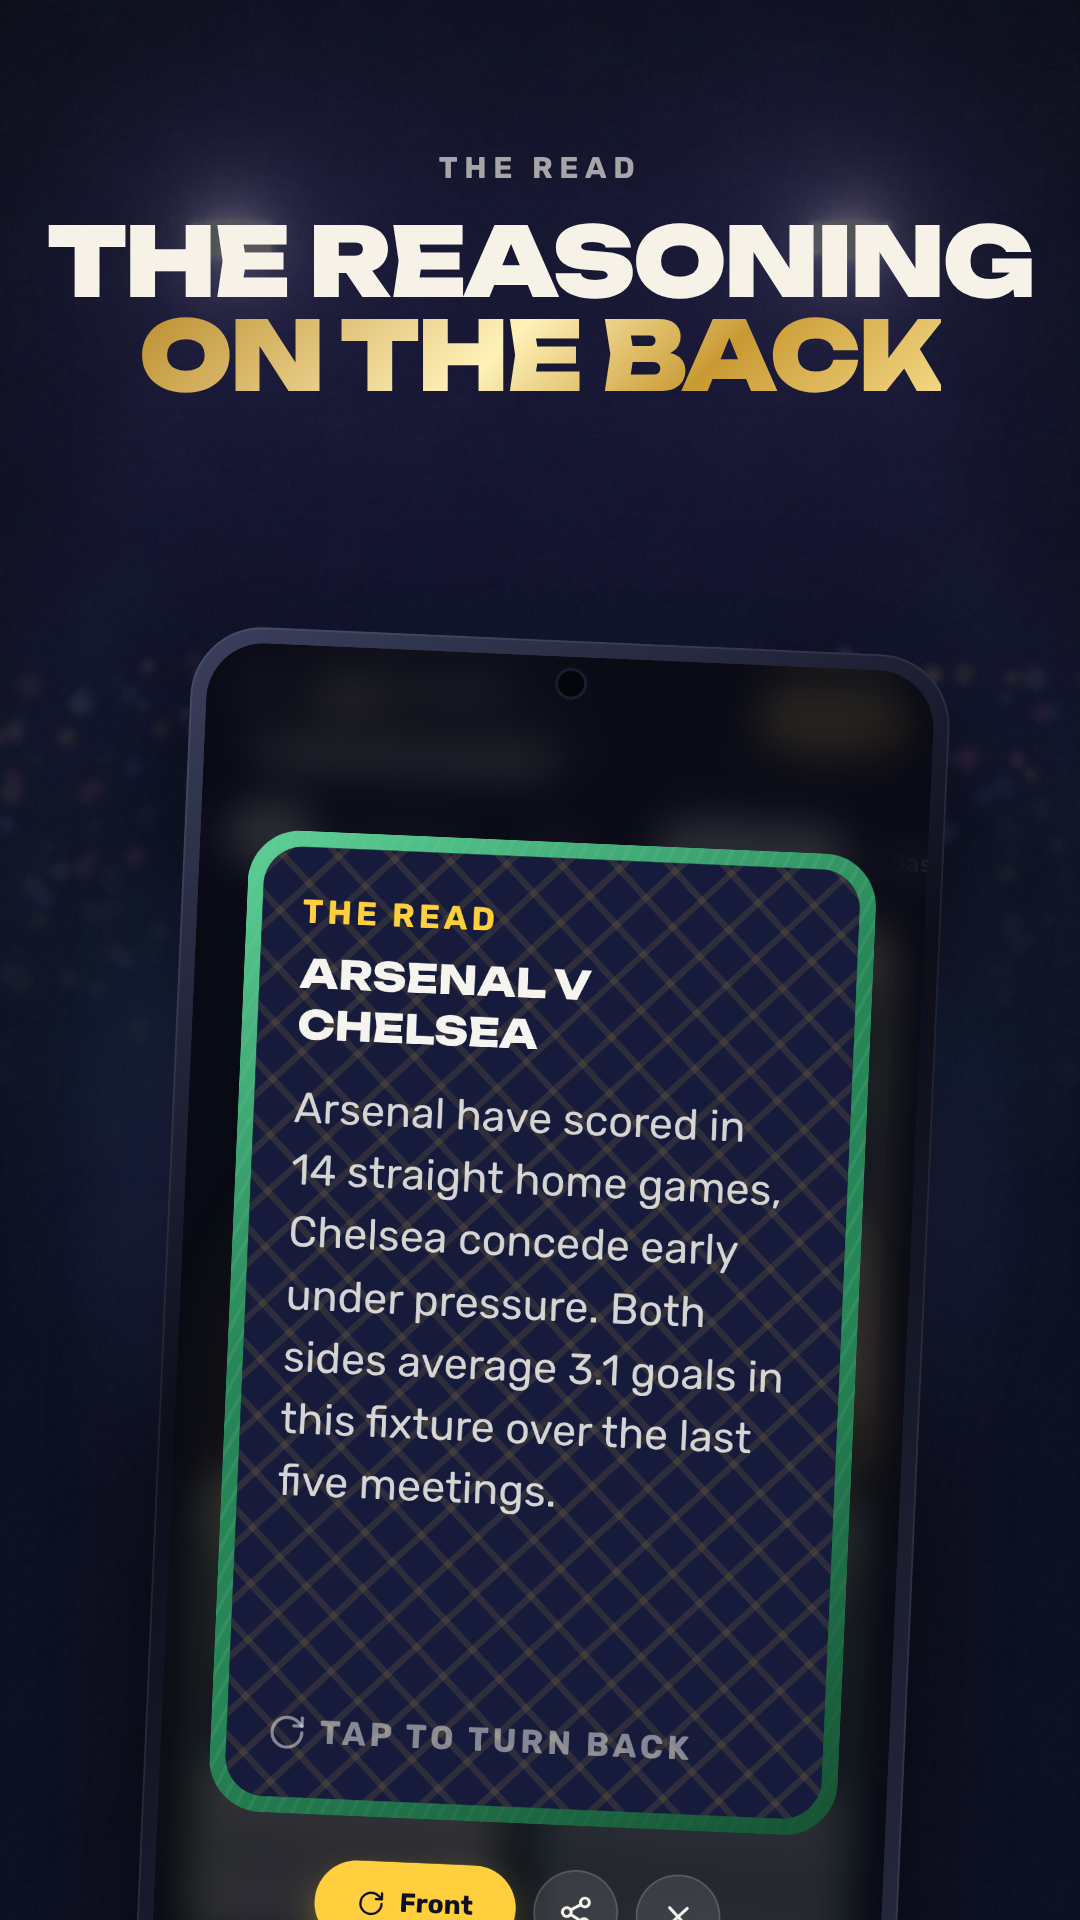 THE READ
THE REASONING
ON THE BACK
THE READ
ARSENAL V
CHELSEA
Arsenal have scored in
14 straight home games,
Chelsea concede early
under pressure. Both
sides average 3.1 goals in
this fixture over the last
five meetings.
TAP TO TURN BACK
Front